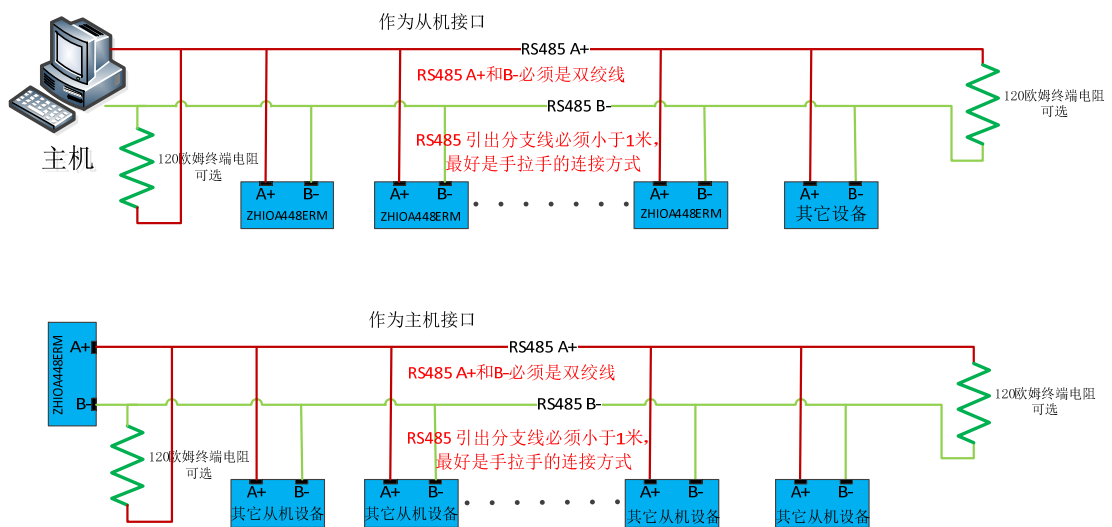 作为从机接口
RS485 A+
RS485 A+和B-必须是双绞线
RS485 B-
120欧姆终端电阻
可选
主机
120欧姆终端电阻
可选
RS485 引出分支线必须小于1米，
最好是手拉手的连接方式
A+ B-
ZHIOA448ERM
A+ B-
ZHIOA448ERM
A+ B-
ZHIOA448ERM
A+ B-
其它设备
作为主机接口
ZHIOA448ERM
A+
B-
RS485 A+
RS485 A+和B-必须是双绞线
RS485 B-
120欧姆终端电阻
可选
120欧姆终端电阻
可选
RS485 引出分支线必须小于1米，
最好是手拉手的连接方式
A+ B-
其它从机设备
A+ B-
其它从机设备
A+ B-
其它从机设备
A+ B-
其它从机设备